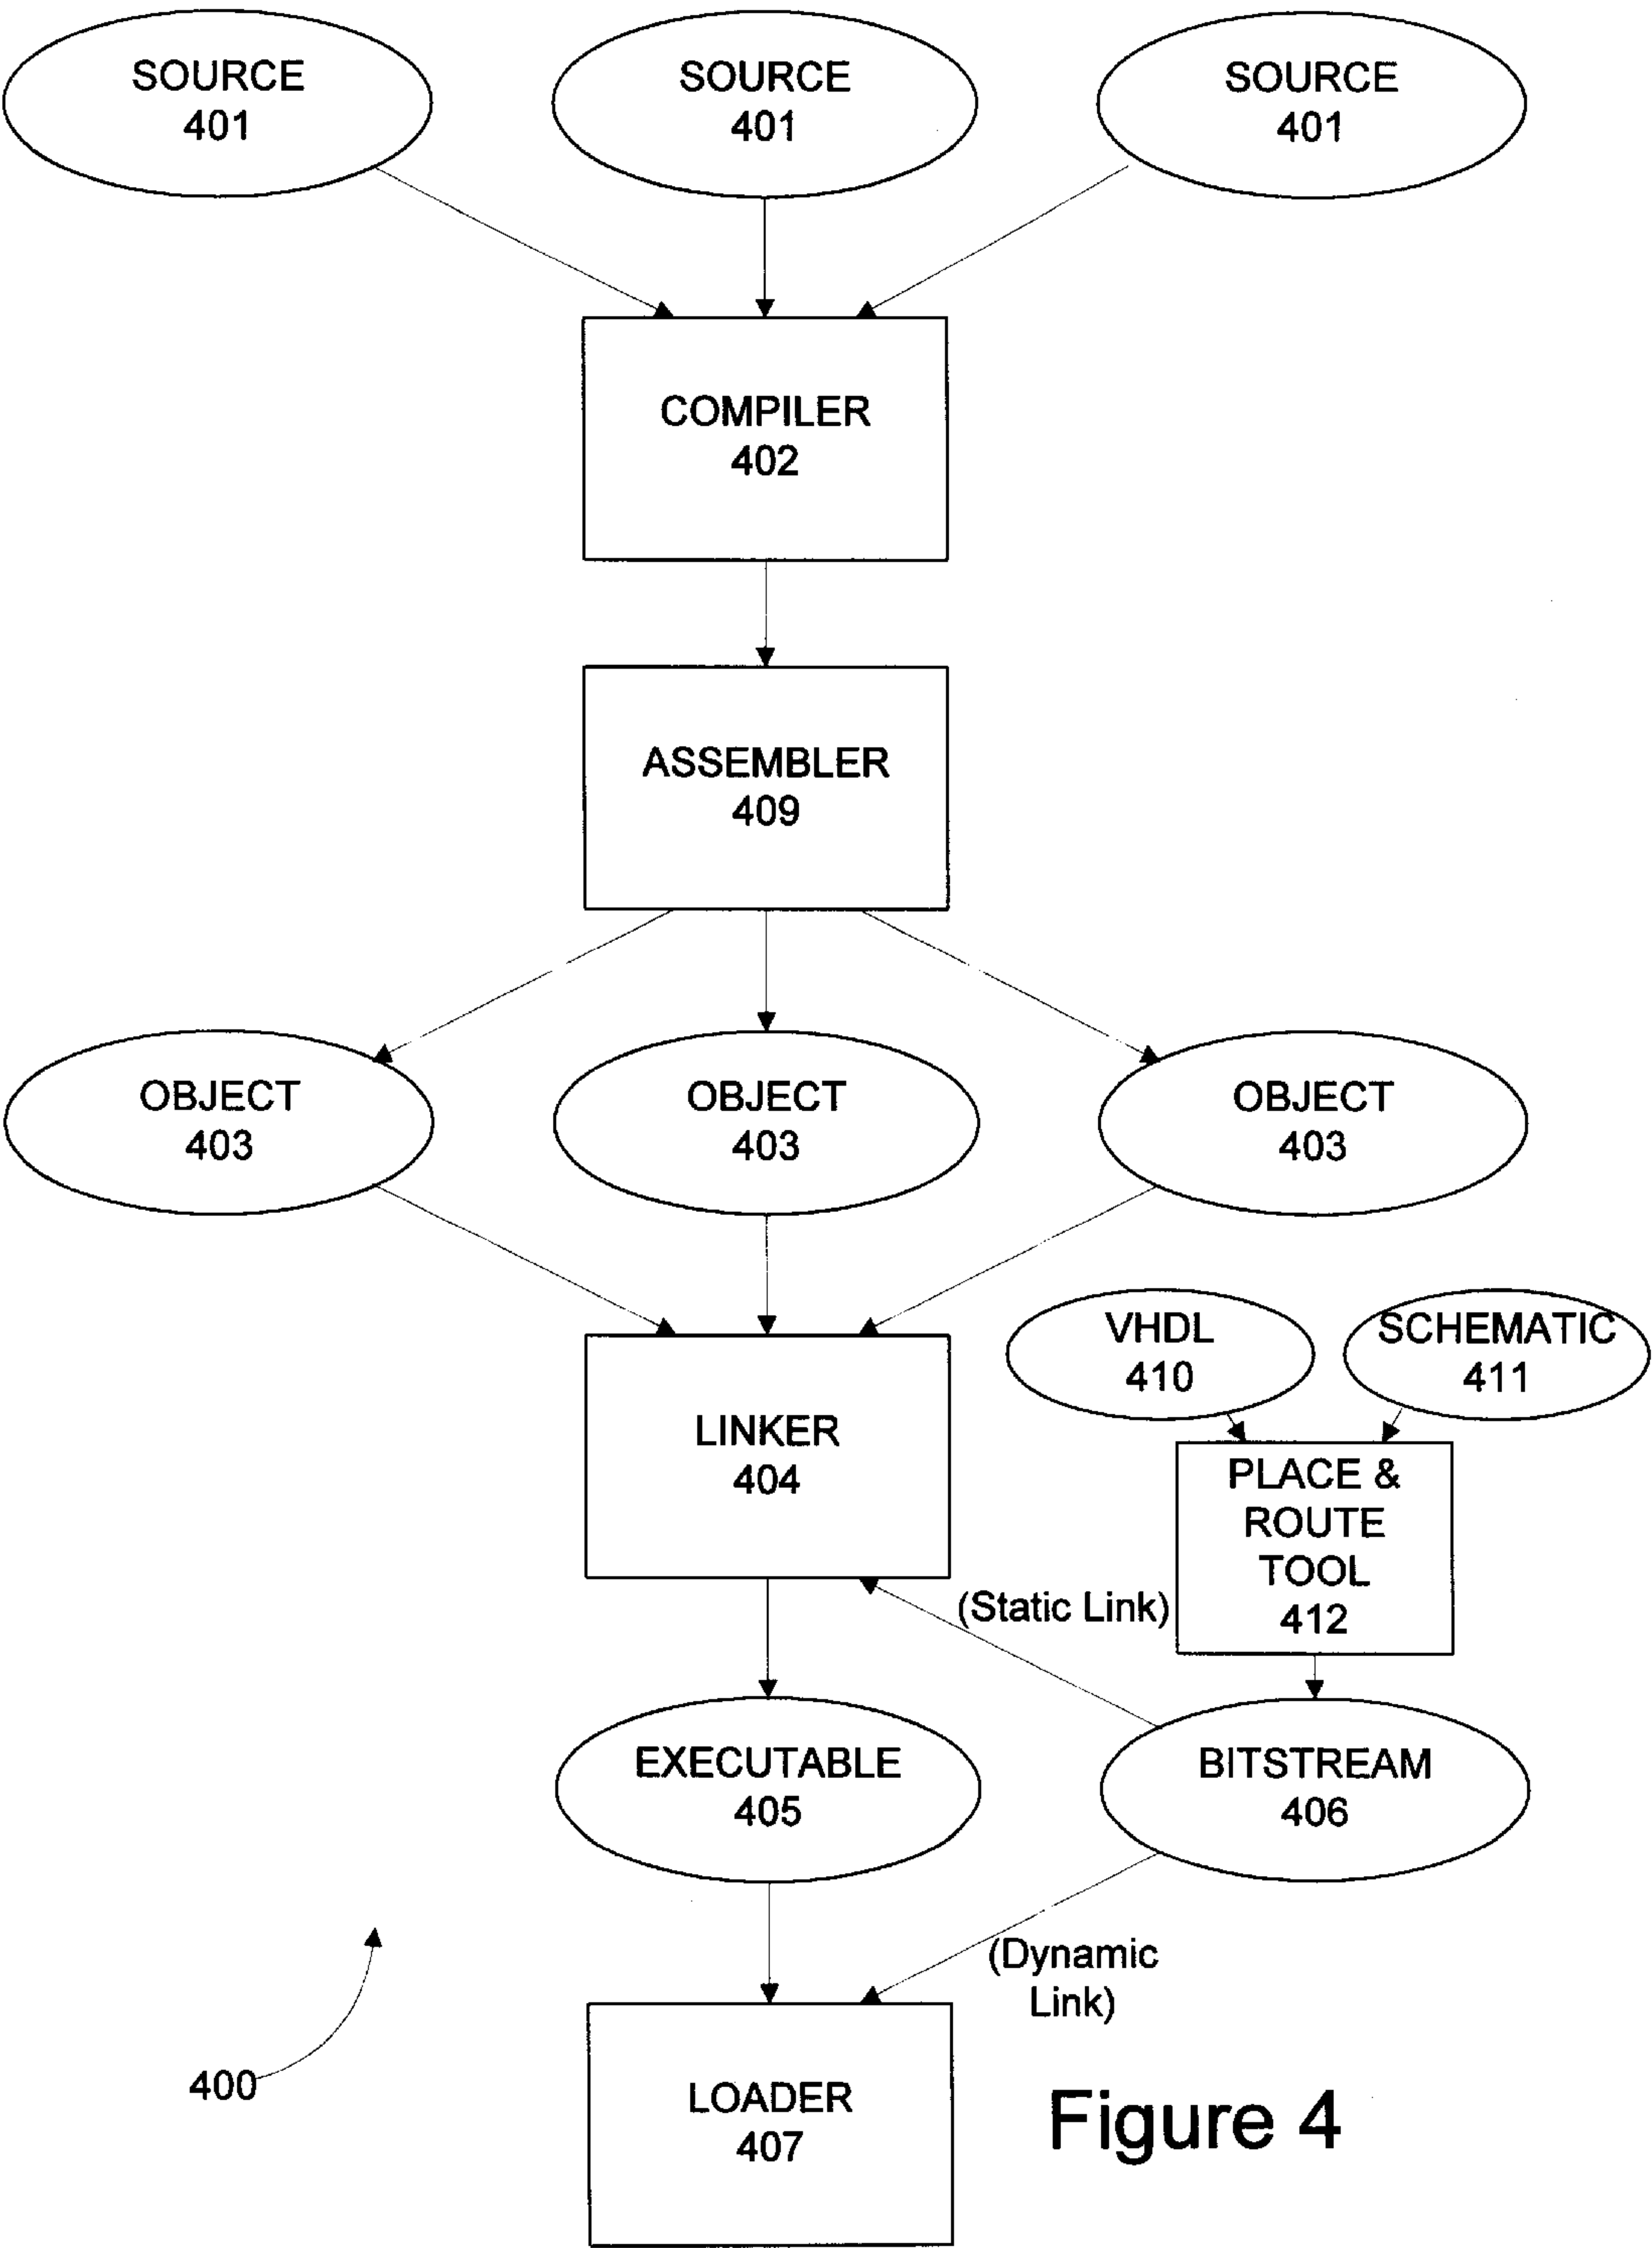 SOURCE
401
SOURCE
401
SOURCE
401
COMPILER
402
ASSEMBLER
409
OBJECT
403
OBJECT
403
OBJECT
403
VHDL
410
SCHEMATIC
411
LINKER
404
PLACE &
ROUTE
TOOL
412
(Static Link)
EXECUTABLE
405
BITSTREAM
406
(Dynamic
Link)
400
LOADER
407
Figure 4